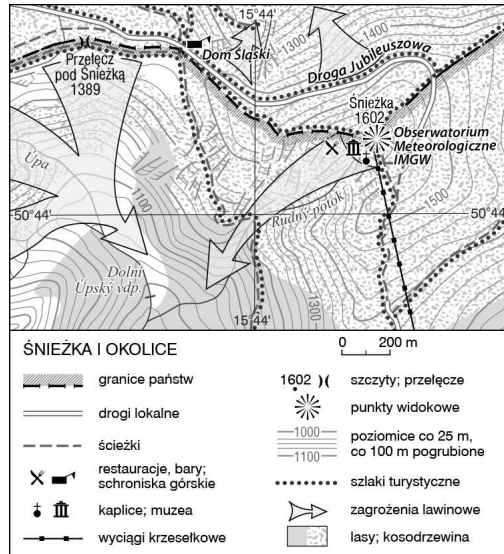 15°44'
1300
1400
Dom Śląski
Droga Jubileuszowa
Przełęcz
pod Śnieżką
1389
Śnieżka
1602
Obserwatorium
Meteorologiczne
IMGW
Úpa
1100
1500
50°44'
50°44'
Rudný potok
Dolní
Úpský vdp.
1300
15°44'
ŚNIEŻKA I OKOLICE
0 200 m
granice państw
drogi lokalne
ścieżki
restauracje, bary;
schroniska górskie
kaplice; muzea
wyciągi krzesełkowe
1602 szczyty; przełęcze
punkty widokowe
1000
1100
poziomice co 25 m,
co 100 m pogrubione
szlaki turystyczne
zagrożenia lawinowe
lasy; kosodrzewina